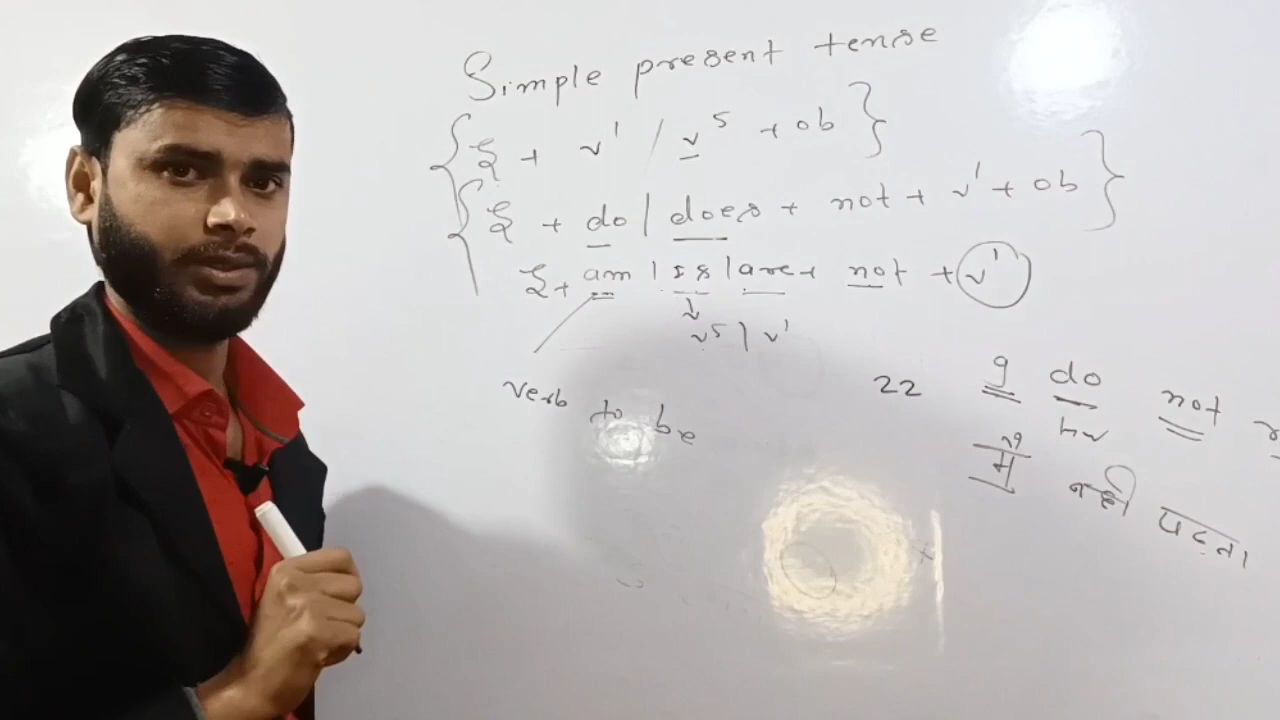 Simple present tense
{ S + v¹ / v⁵ + ob }
{ S + do / does + not + v¹ + ob }
S + am / is / are + not + v¹
v⁵ / v¹
verb to be
22 I do not
hv
मैं नहीं पढ़ता